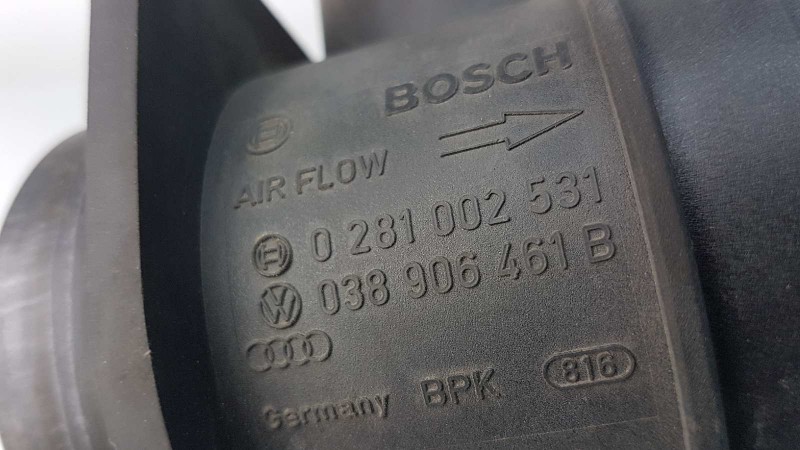 BOSCH
AIR FLOW
0 281 002 531
038 906 461 B
Germany BPK 816